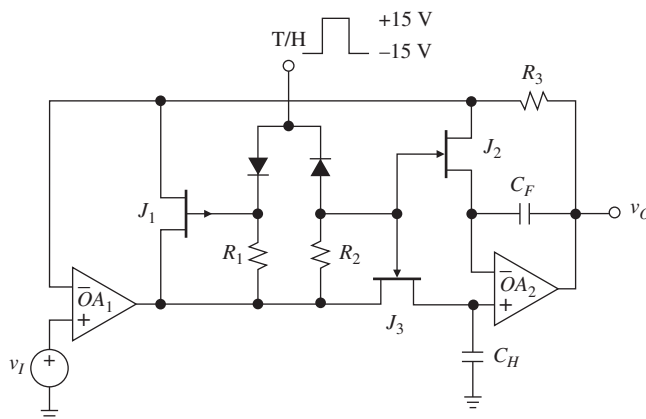 +15 V
T/H
–15 V
R3
J2
J1
CF
vO
R1
R2
– OA1 +
– OA2 +
J3
vI
+
CH